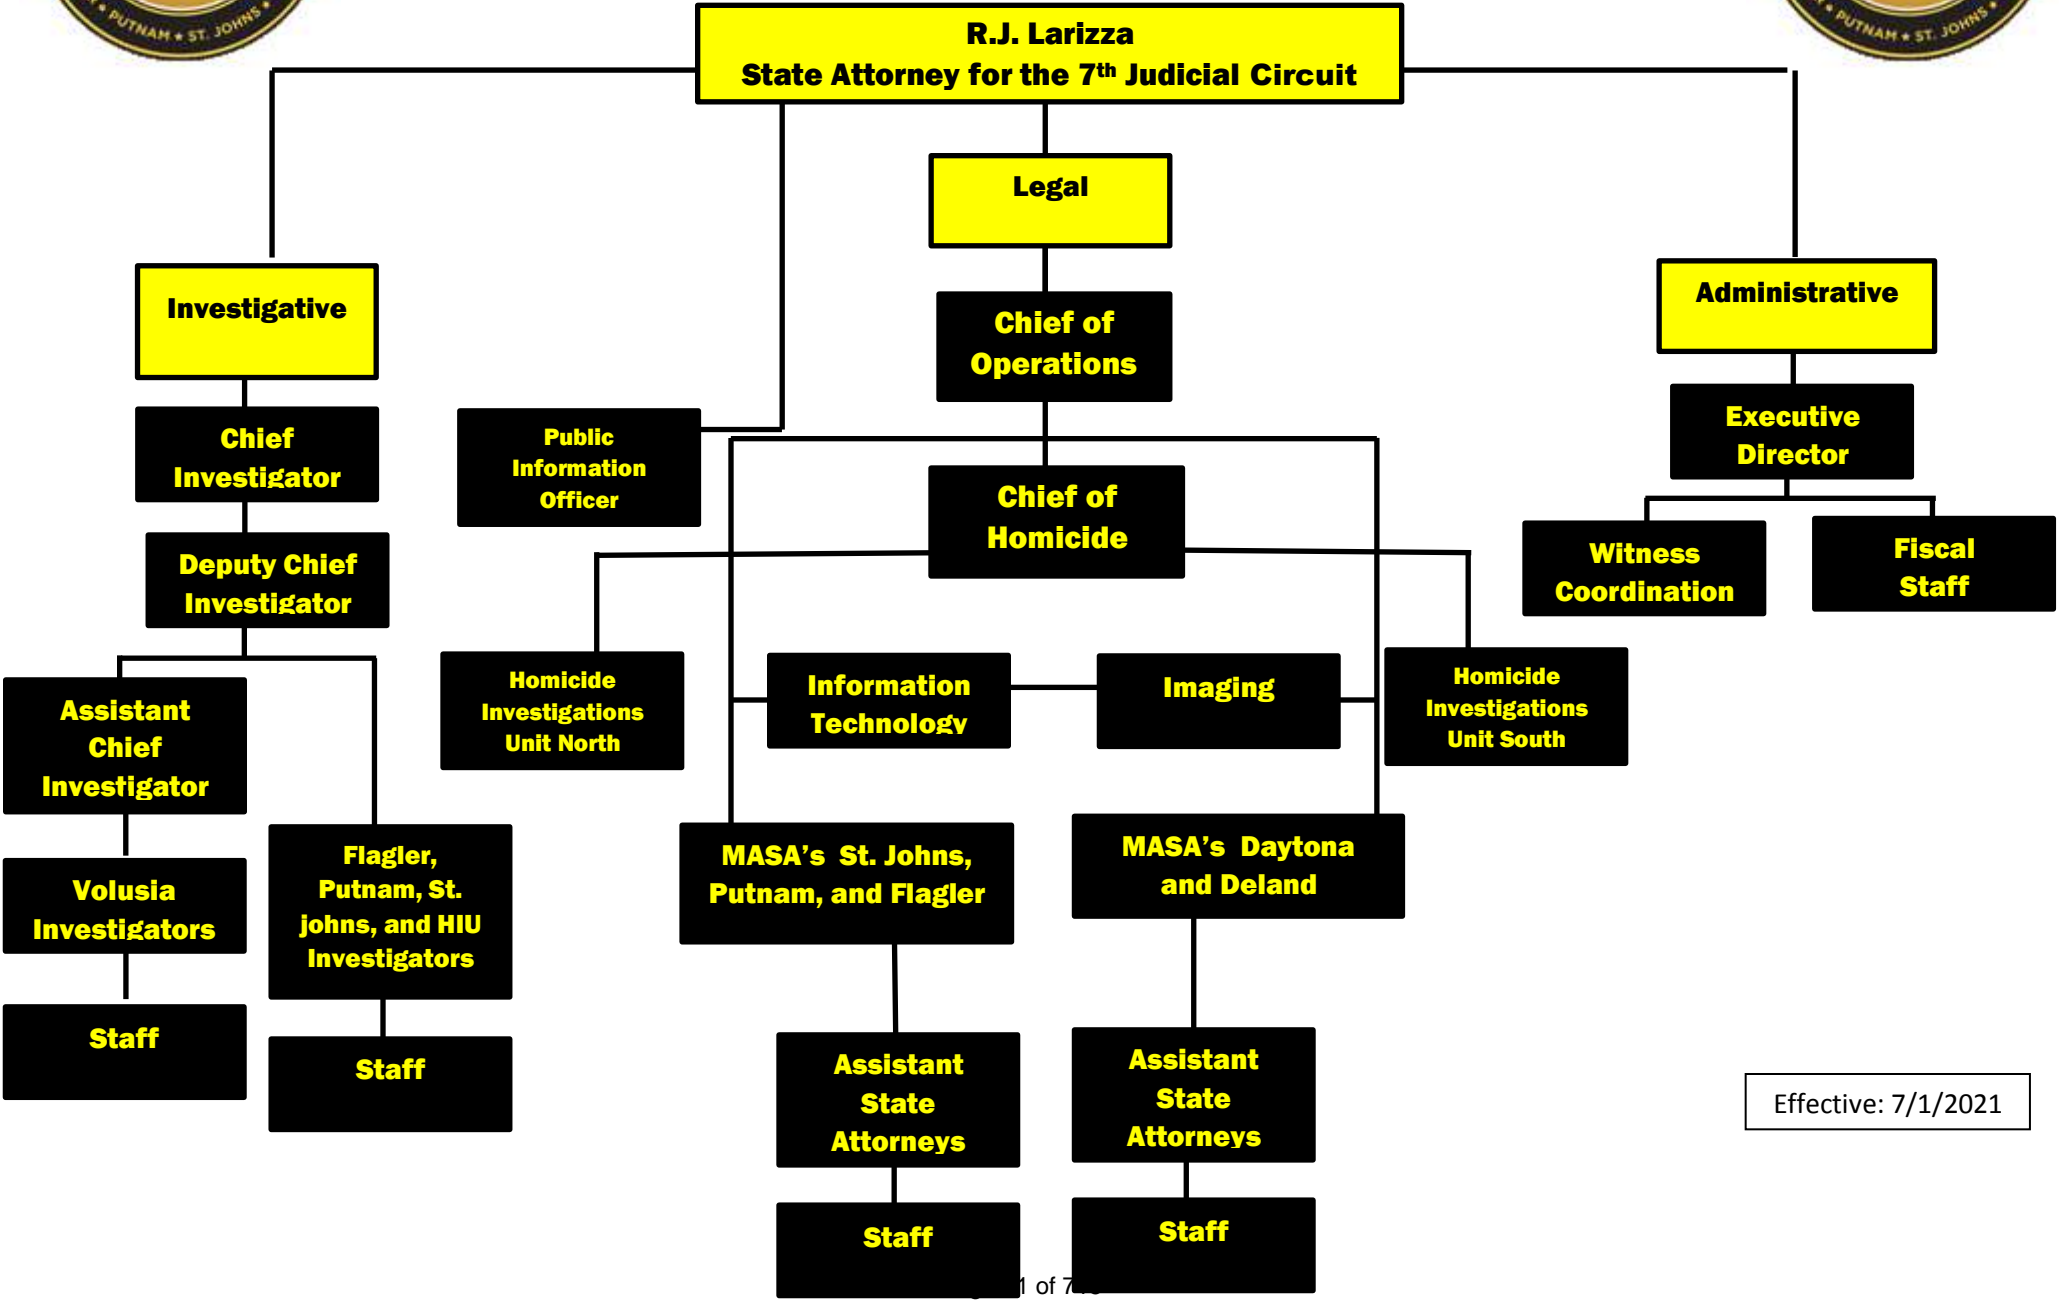 PUTNAM ★ ST. JOHNS
PUTNAM ★ ST. JOHNS
R.J. Larizza
State Attorney for the 7th Judicial Circuit
Legal
Investigative
Administrative
Chief of
Operations
Chief
Investigator
Public
Information
Officer
Executive
Director
Chief of
Homicide
Deputy Chief
Investigator
Witness
Coordination
Fiscal
Staff
Assistant
Chief
Investigator
Homicide
Investigations
Unit North
Information
Technology
Imaging
Homicide
Investigations
Unit South
Flagler,
Putnam, St.
johns, and HIU
Investigators
MASA's  St. Johns,
Putnam, and Flagler
MASA's  Daytona
and Deland
Volusia
Investigators
Staff
Staff
Assistant
State
Attorneys
Assistant
State
Attorneys
Effective: 7/1/2021
Staff
Staff
1 of